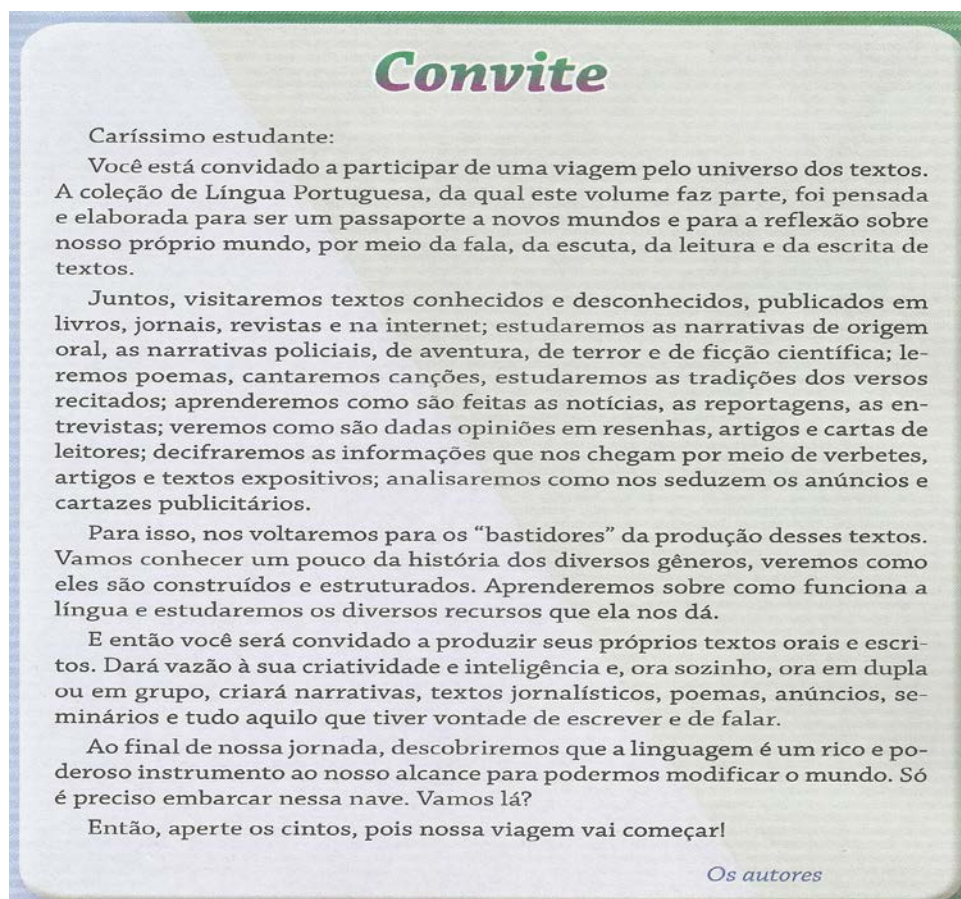 Convite
Caríssimo estudante:
Você está convidado a participar de uma viagem pelo universo dos textos.
A coleção de Língua Portuguesa, da qual este volume faz parte, foi pensada
e elaborada para ser um passaporte a novos mundos e para a reflexão sobre
nosso próprio mundo, por meio da fala, da escuta, da leitura e da escrita de
textos.
Juntos, visitaremos textos conhecidos e desconhecidos, publicados em
livros, jornais, revistas e na internet; estudaremos as narrativas de origem
oral, as narrativas policiais, de aventura, de terror e de ficção científica; le-
remos poemas, cantaremos canções, estudaremos as tradições dos versos
recitados; aprenderemos como são feitas as notícias, as reportagens, as en-
trevistas; veremos como são dadas opiniões em resenhas, artigos e cartas de
leitores; decifraremos as informações que nos chegam por meio de verbetes,
artigos e textos expositivos; analisaremos como nos seduzem os anúncios e
cartazes publicitários.
Para isso, nos voltaremos para os “bastidores” da produção desses textos.
Vamos conhecer um pouco da história dos diversos gêneros, veremos como
eles são construídos e estruturados. Aprenderemos sobre como funciona a
língua e estudaremos os diversos recursos que ela nos dá.
E então você será convidado a produzir seus próprios textos orais e escri-
tos. Dará vazão à sua criatividade e inteligência e, ora sozinho, ora em dupla
ou em grupo, criará narrativas, textos jornalísticos, poemas, anúncios, se-
minários e tudo aquilo que tiver vontade de escrever e de falar.
Ao final de nossa jornada, descobriremos que a linguagem é um rico e po-
deroso instrumento ao nosso alcance para podermos modificar o mundo. Só
é preciso embarcar nessa nave. Vamos lá?
Então, aperte os cintos, pois nossa viagem vai começar!
Os autores